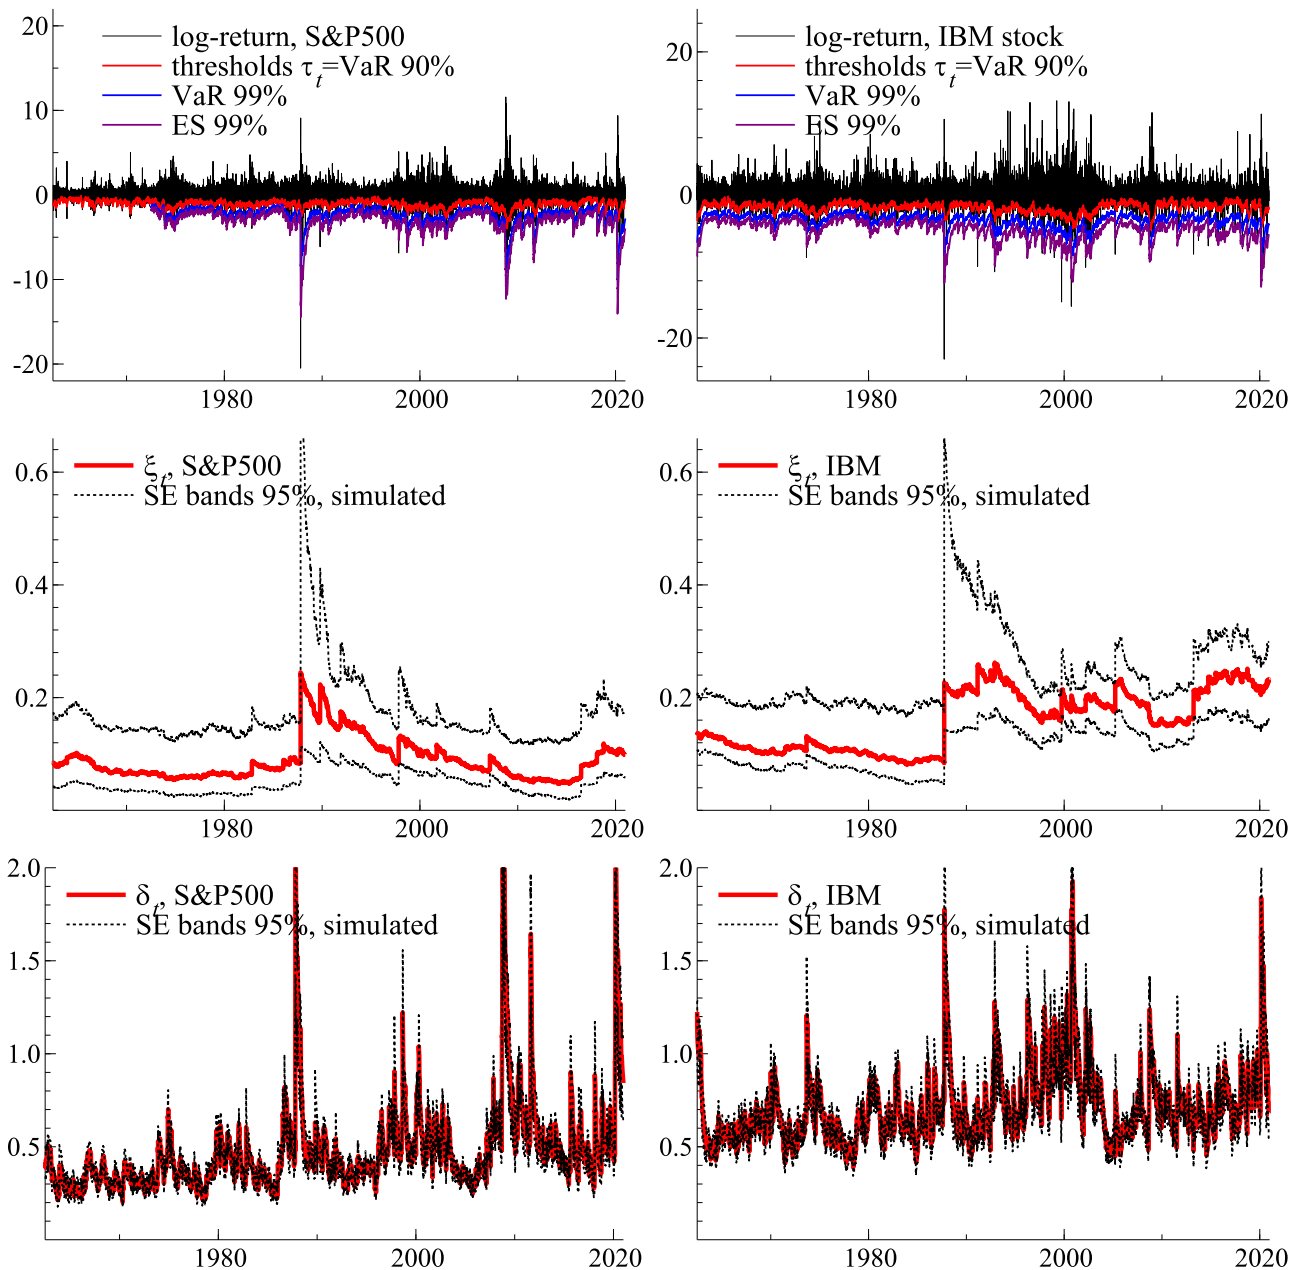 log-return, S&P500
thresholds τt=VaR 90%
VaR 99%
ES 99%
20
10
0
-10
-20
1980
2000
2020
log-return, IBM stock
thresholds τt=VaR 90%
VaR 99%
ES 99%
20
0
-20
1980
2000
2020
ξt, S&P500
SE bands 95%, simulated
0.6
0.4
0.2
1980
2000
2020
ξt, IBM
SE bands 95%, simulated
0.6
0.4
0.2
1980
2000
2020
δt, S&P500
SE bands 95%, simulated
2.0
1.5
1.0
0.5
1980
2000
2020
δt, IBM
SE bands 95%, simulated
2.0
1.5
1.0
0.5
1980
2000
2020